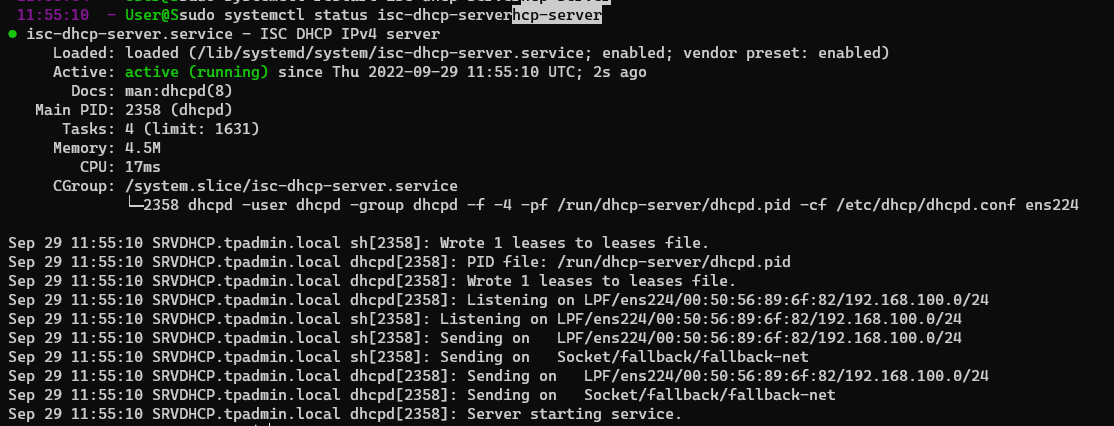 11:55:10 - User@Ssudo systemctl status isc-dhcp-serverhcp-server
● isc-dhcp-server.service - ISC DHCP IPv4 server
Loaded: loaded (/lib/systemd/system/isc-dhcp-server.service; enabled; vendor preset: enabled)
Active: active (running) since Thu 2022-09-29 11:55:10 UTC; 2s ago
Docs: man:dhcpd(8)
Main PID: 2358 (dhcpd)
Tasks: 4 (limit: 1631)
Memory: 4.5M
CPU: 17ms
CGroup: /system.slice/isc-dhcp-server.service
└─2358 dhcpd -user dhcpd -group dhcpd -f -4 -pf /run/dhcp-server/dhcpd.pid -cf /etc/dhcp/dhcpd.conf ens224
Sep 29 11:55:10 SRVDHCP.tpadmin.local sh[2358]: Wrote 1 leases to leases file.
Sep 29 11:55:10 SRVDHCP.tpadmin.local dhcpd[2358]: PID file: /run/dhcp-server/dhcpd.pid
Sep 29 11:55:10 SRVDHCP.tpadmin.local dhcpd[2358]: Wrote 1 leases to leases file.
Sep 29 11:55:10 SRVDHCP.tpadmin.local dhcpd[2358]: Listening on LPF/ens224/00:50:56:89:6f:82/192.168.100.0/24
Sep 29 11:55:10 SRVDHCP.tpadmin.local sh[2358]: Listening on LPF/ens224/00:50:56:89:6f:82/192.168.100.0/24
Sep 29 11:55:10 SRVDHCP.tpadmin.local sh[2358]: Sending on   LPF/ens224/00:50:56:89:6f:82/192.168.100.0/24
Sep 29 11:55:10 SRVDHCP.tpadmin.local sh[2358]: Sending on   Socket/fallback/fallback-net
Sep 29 11:55:10 SRVDHCP.tpadmin.local dhcpd[2358]: Sending on   LPF/ens224/00:50:56:89:6f:82/192.168.100.0/24
Sep 29 11:55:10 SRVDHCP.tpadmin.local dhcpd[2358]: Sending on   Socket/fallback/fallback-net
Sep 29 11:55:10 SRVDHCP.tpadmin.local dhcpd[2358]: Server starting service.